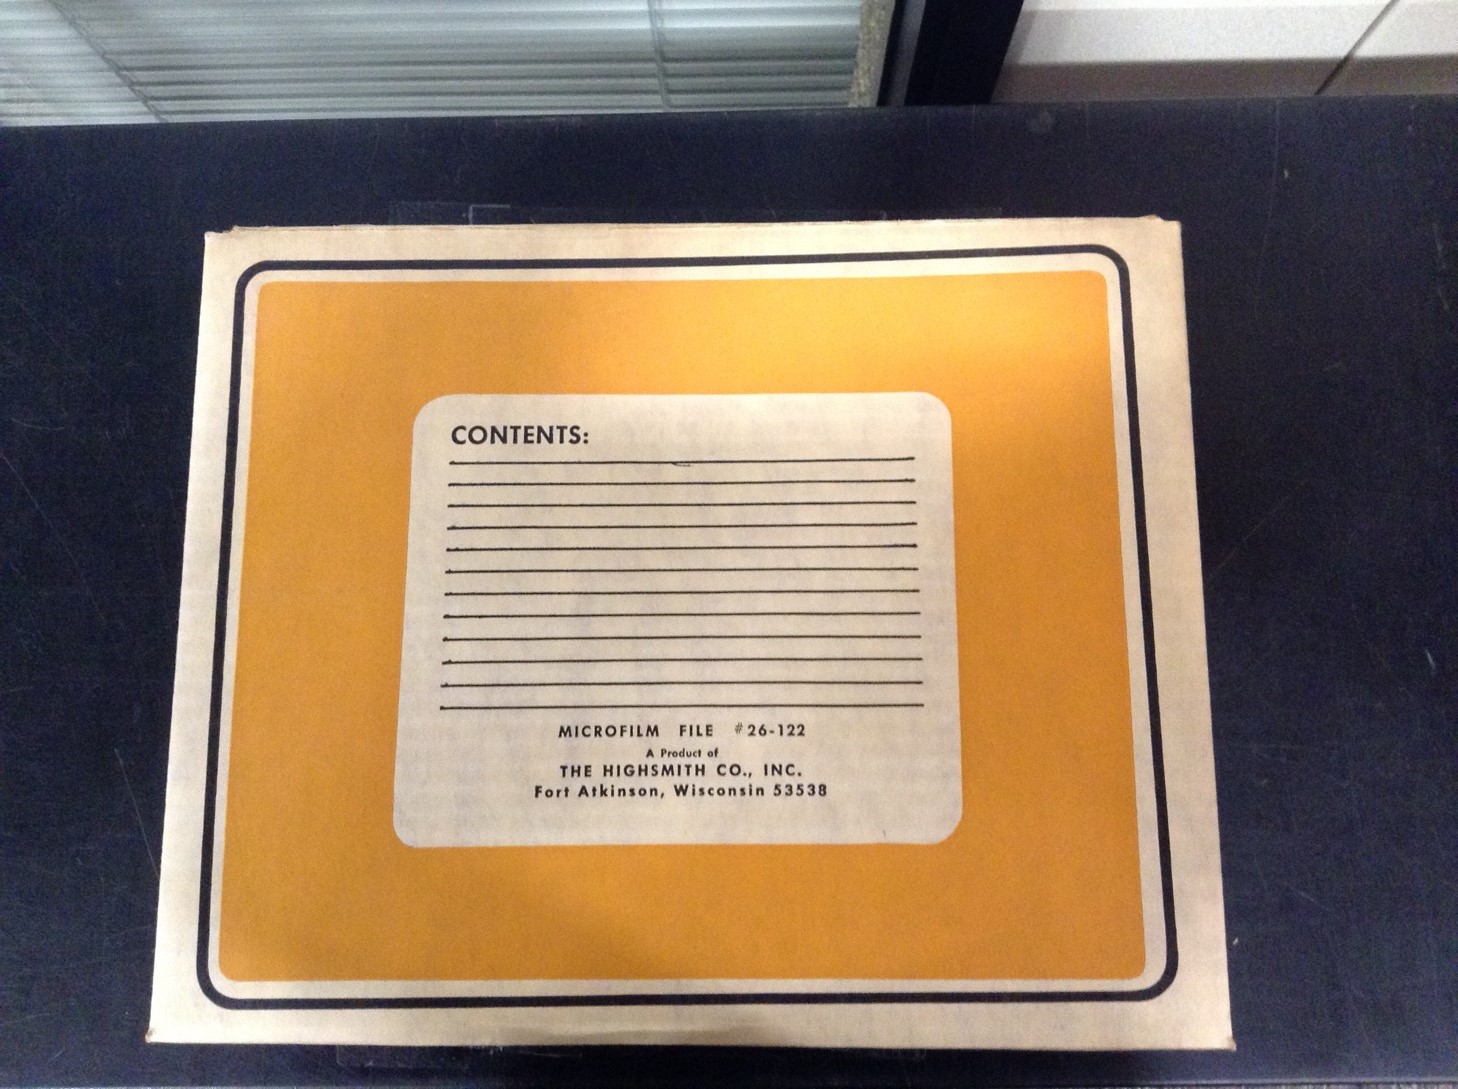 CONTENTS:
MICROFILM FILE #26-122
A Product of
THE HIGHSMITH CO., INC.
Fort Atkinson, Wisconsin 53538